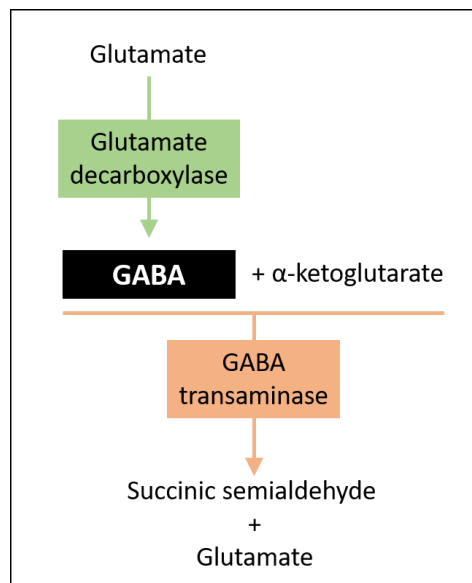 Glutamate
Glutamate
decarboxylase
GABA + α-ketoglutarate
GABA
transaminase
Succinic semialdehyde
+
Glutamate